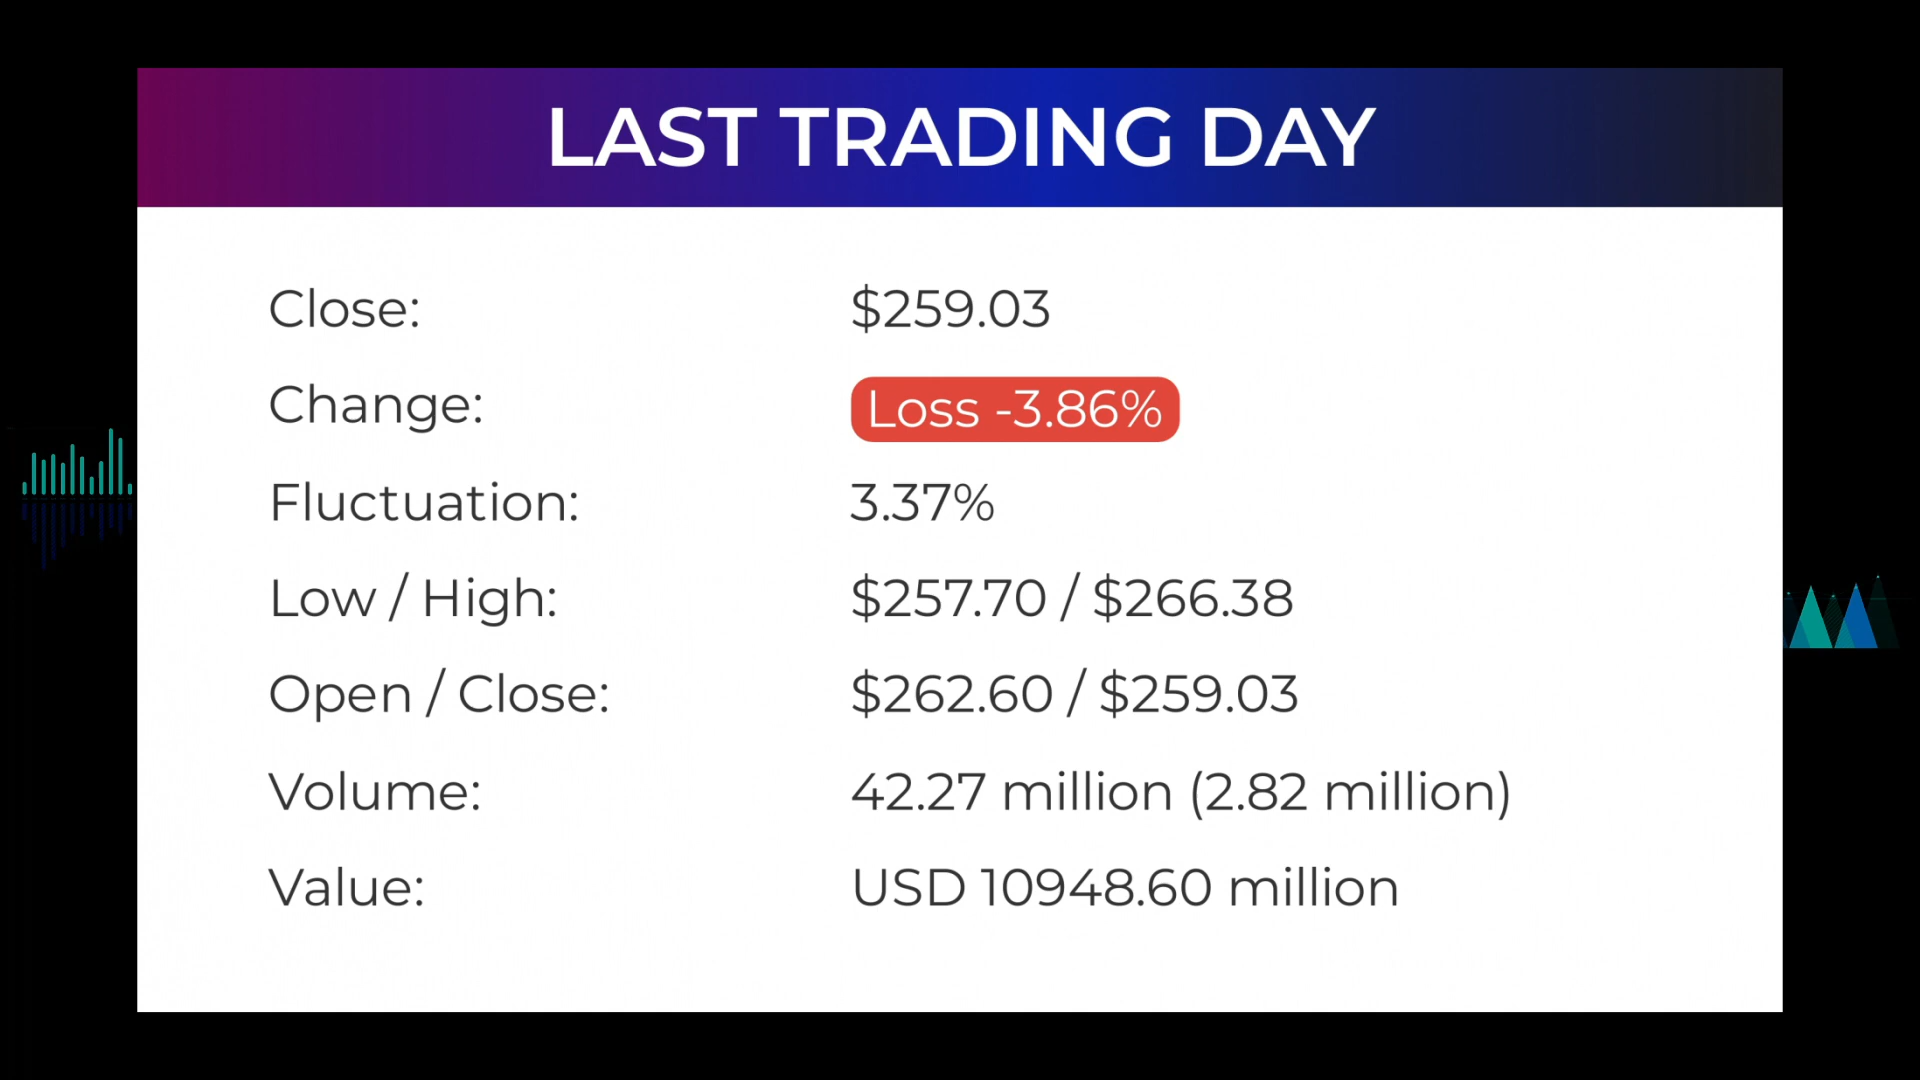 LAST TRADING DAY
Close: $259.03
Change: Loss -3.86%
Fluctuation: 3.37%
Low / High: $257.70 / $266.38
Open / Close: $262.60 / $259.03
Volume: 42.27 million (2.82 million)
Value: USD 10948.60 million